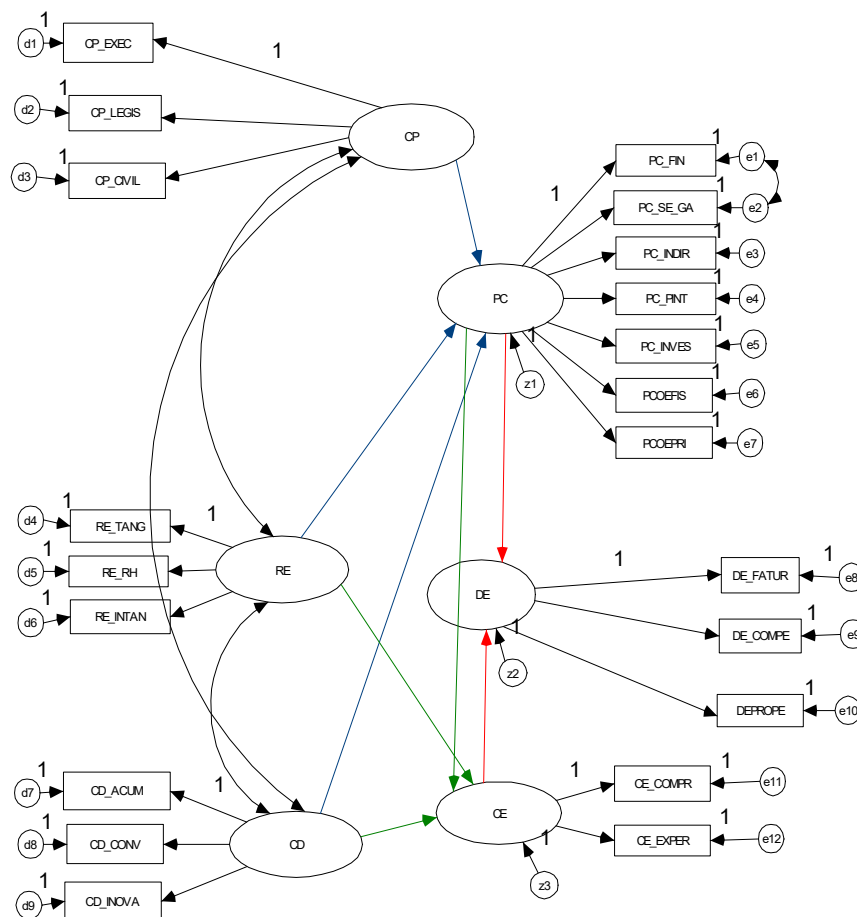 1
d1
CP_EXEC
1
1
d2
CP_LEGIS
1
d3
CP_CIVIL
CP
1
PC_FIN
1
e1
PC_SE_GA
1
e2
PC_INDIR
1
e3
PC_PINT
1
e4
PC_INVES
1
e5
PCOEFIS
1
e6
PCOEPRI
1
e7
1
PC
1
z1
1
d4
RE_TANG
1
1
d5
RE_RH
1
d6
RE_INTAN
RE
DE
1
z2
1
DE_FATUR
1
e8
DE_COMPE
1
e9
DEPROPE
1
e10
1
d7
CD_ACUM
1
1
d8
CD_CONV
1
d9
CD_INOVA
CD
CE
1
z3
1
CE_COMPR
1
e11
CE_EXPER
1
e12